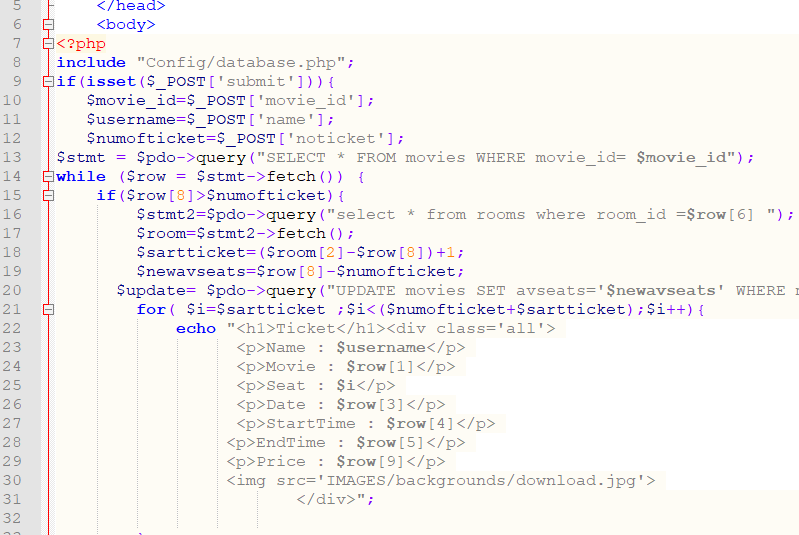 5 </head>
6 <body>
7 <?php
8 include "Config/database.php";
9 if(isset($_POST['submit'])){
10 $movie_id=$_POST['movie_id'];
11 $username=$_POST['name'];
12 $numofticket=$_POST['noticket'];
13 $stmt = $pdo->query("SELECT * FROM movies WHERE movie_id= $movie_id");
14 while ($row = $stmt->fetch()) {
15 if($row[8]>$numofticket){
16 $stmt2=$pdo->query("select * from rooms where room_id =$row[6] ");
17 $room=$stmt2->fetch();
18 $sartticket=($room[2]-$row[8])+1;
19 $newavseats=$row[8]-$numofticket;
20 $update= $pdo->query("UPDATE movies SET avseats='$newavseats' WHERE
21 for( $i=$sartticket ;$i<($numofticket+$sartticket);$i++){
22 echo "<h1>Ticket</h1><div class='all'>
23 <p>Name : $username</p>
24 <p>Movie : $row[1]</p>
25 <p>Seat : $i</p>
26 <p>Date : $row[3]</p>
27 <p>StartTime : $row[4]</p>
28 <p>EndTime : $row[5]</p>
29 <p>Price : $row[9]</p>
30 <img src='IMAGES/backgrounds/download.jpg'>
31 </div>";
32